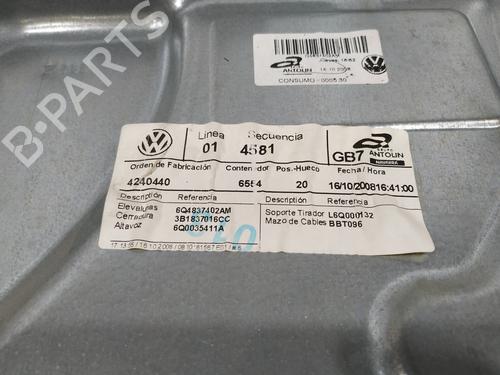 ANTOLIN
CONSUMO
Linea Secuencia
01 4581
GB7
GRUPO
ANTOLIN
Orden de Fabricación Contenedor Pos.-Hueco Fecha / Hora
4240440 6554 20 16/10/2008 16:41:00
Descripción Referencia Descripción Referencia
Elevalunas 6Q4837402AM
Cerradura 3B1837016CC
Altavoz 6Q0035411A
Soporte Tirador L6Q000132
Mazo de Cables BBT096
B-PARTS